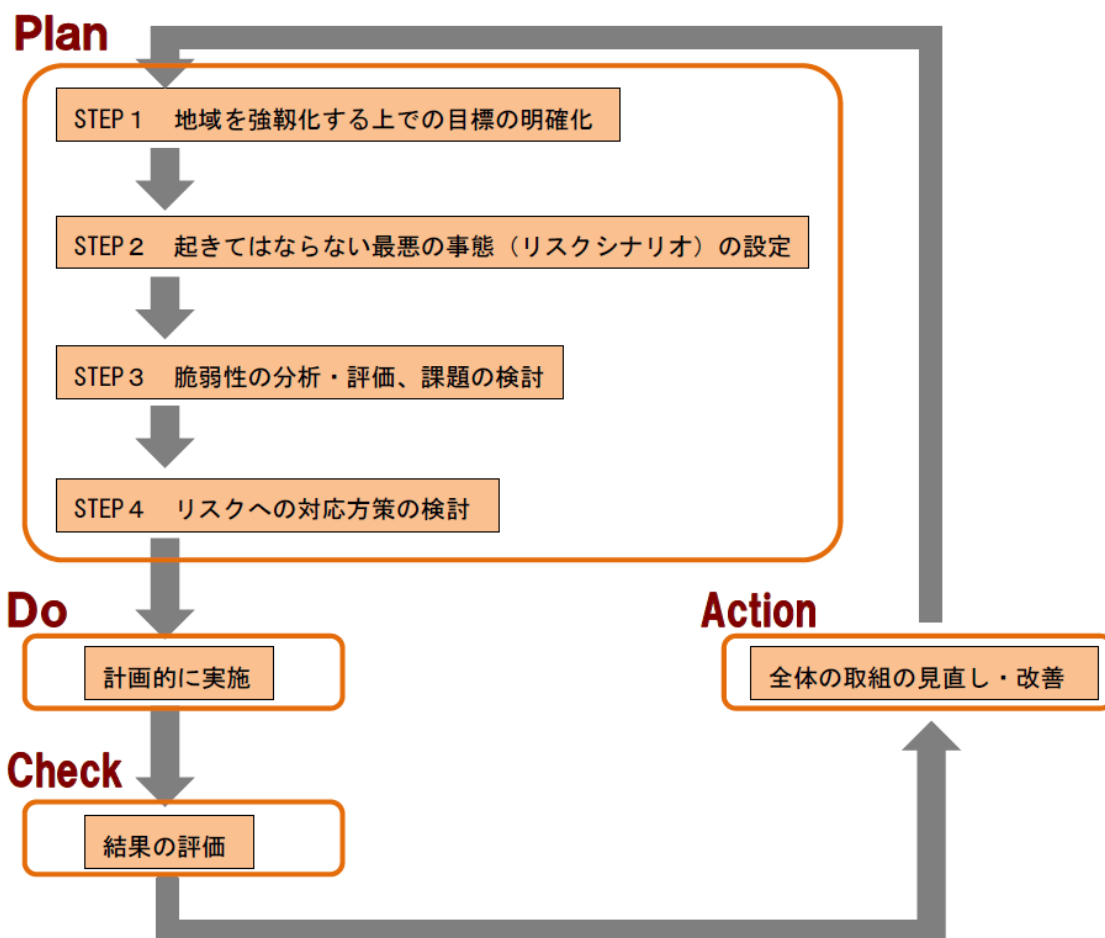 Plan
STEP１　地域を強靱化する上での目標の明確化
STEP２　起きてはならない最悪の事態（リスクシナリオ）の設定
STEP３　脆弱性の分析・評価、課題の検討
STEP４　リスクへの対応方策の検討
Do
計画的に実施
Check
結果の評価
Action
全体の取組の見直し・改善